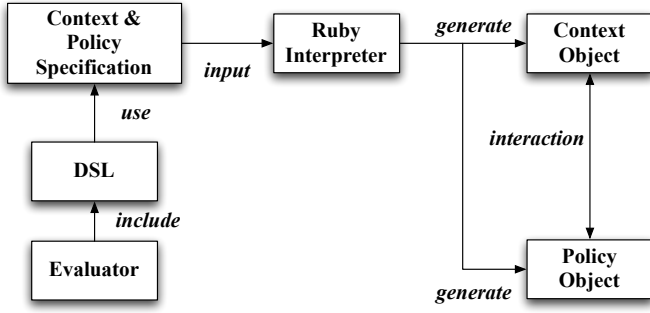 Context &
Policy
Specification
input
Ruby
Interpreter
generate
Context
Object
use
interaction
DSL
include
Evaluator
generate
Policy
Object